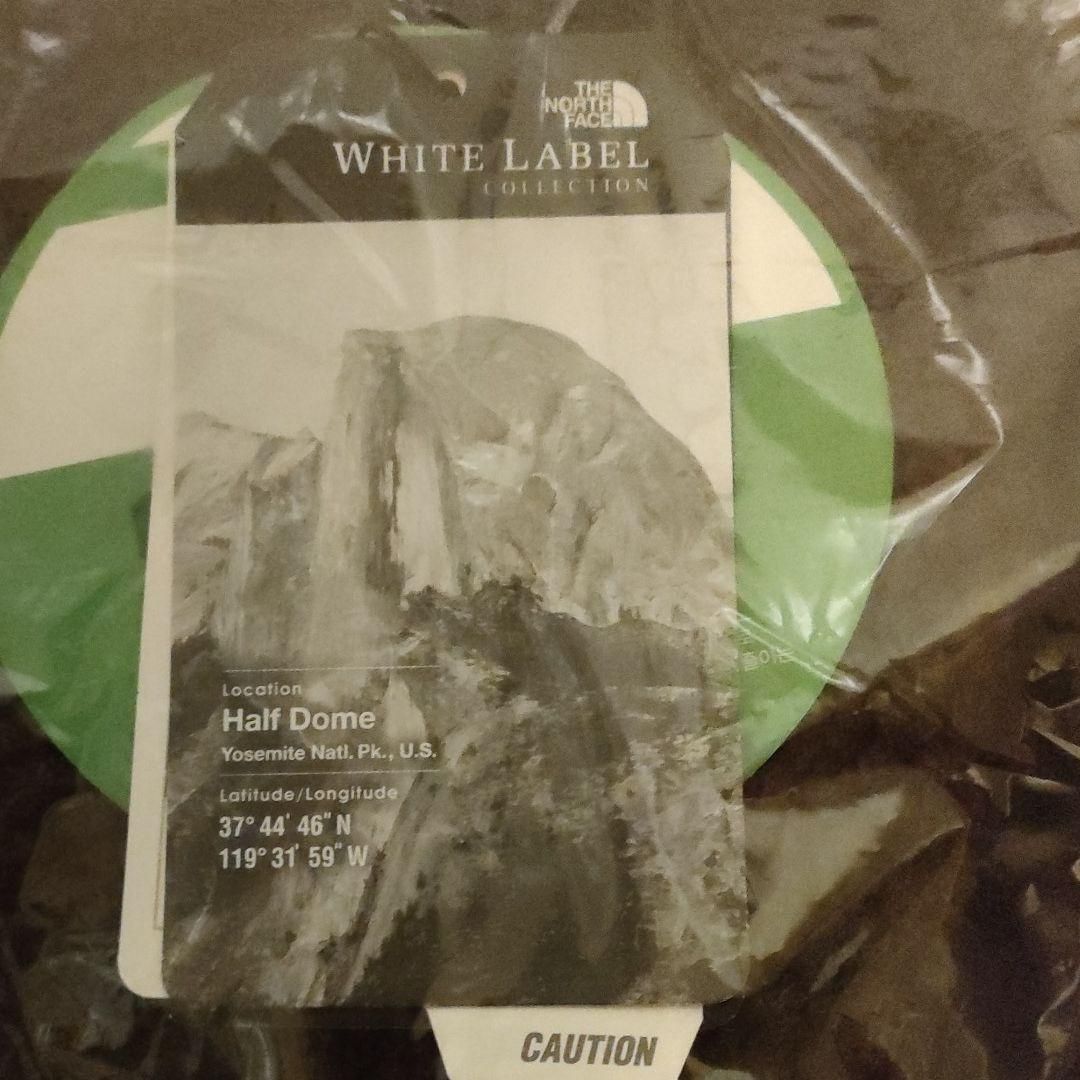 THE
NORTH
FACE
WHITE LABEL
COLLECTION
Location
Half Dome
Yosemite Natl. Pk., U.S.
Latitude/Longitude
37° 44' 46" N
119° 31' 59" W
CAUTION